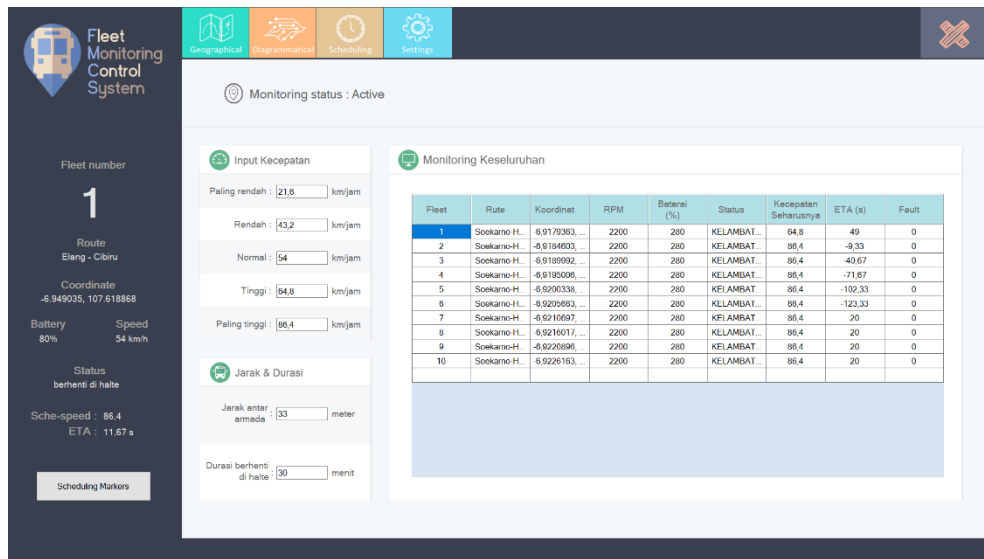 Fleet
Monitoring
Control
System
Geographical
Diagrammatical
Scheduling
Settings
Monitoring status : Active
Fleet number
1
Route
Elang - Cibiru
Coordinate
-6.949035, 107.618868
Battery Speed
80% 54 km/h
Status
berhenti di halte
Sche-speed : 86,4
ETA : 11,67 s
Scheduling Markers
Input Kecepatan
Paling rendah : 21,6 km/jam
Rendah : 43,2 km/jam
Normal : 54 km/jam
Tinggi : 64,8 km/jam
Paling tinggi : 86,4 km/jam
Jarak & Durasi
Jarak antar
armada : 33 meter
Durasi berhenti
di halte : 30 menit
Monitoring Keseluruhan
Fleet Rute Koordinat RPM Baterai (%) Status Kecepatan Seharusnya ETA (s) Fault
1 Soekarno-H... -6,9179363, ... 2200 280 KELAMBAT... 64,8 49 0
2 Soekarno-H... -6,9184603, ... 2200 280 KELAMBAT... 86,4 -9,33 0
3 Soekarno-H... -6,9189992, ... 2200 280 KELAMBAT... 86,4 -40,67 0
4 Soekarno-H... -6,9195006, ... 2200 280 KELAMBAT... 86,4 -71,67 0
5 Soekarno-H... -6,9200338, ... 2200 280 KELAMBAT... 86,4 -102,33 0
6 Soekarno-H... -6,9205683, ... 2200 280 KELAMBAT... 86,4 -123,33 0
7 Soekarno-H... -6,9210697, ... 2200 280 KELAMBAT... 86,4 20 0
8 Soekarno-H... -6,9216017, ... 2200 280 KELAMBAT... 86,4 20 0
9 Soekarno-H... -6,9220896, ... 2200 280 KELAMBAT... 86,4 20 0
10 Soekarno-H... -6,9226163, ... 2200 280 KELAMBAT... 86,4 20 0